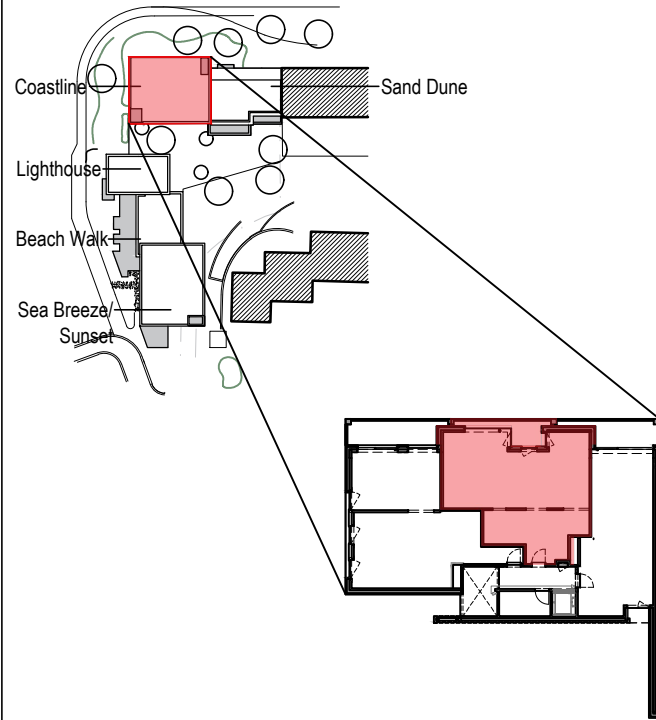 Coastline
Sand Dune
Lighthouse
Beach Walk
Sea Breeze/
Sunset